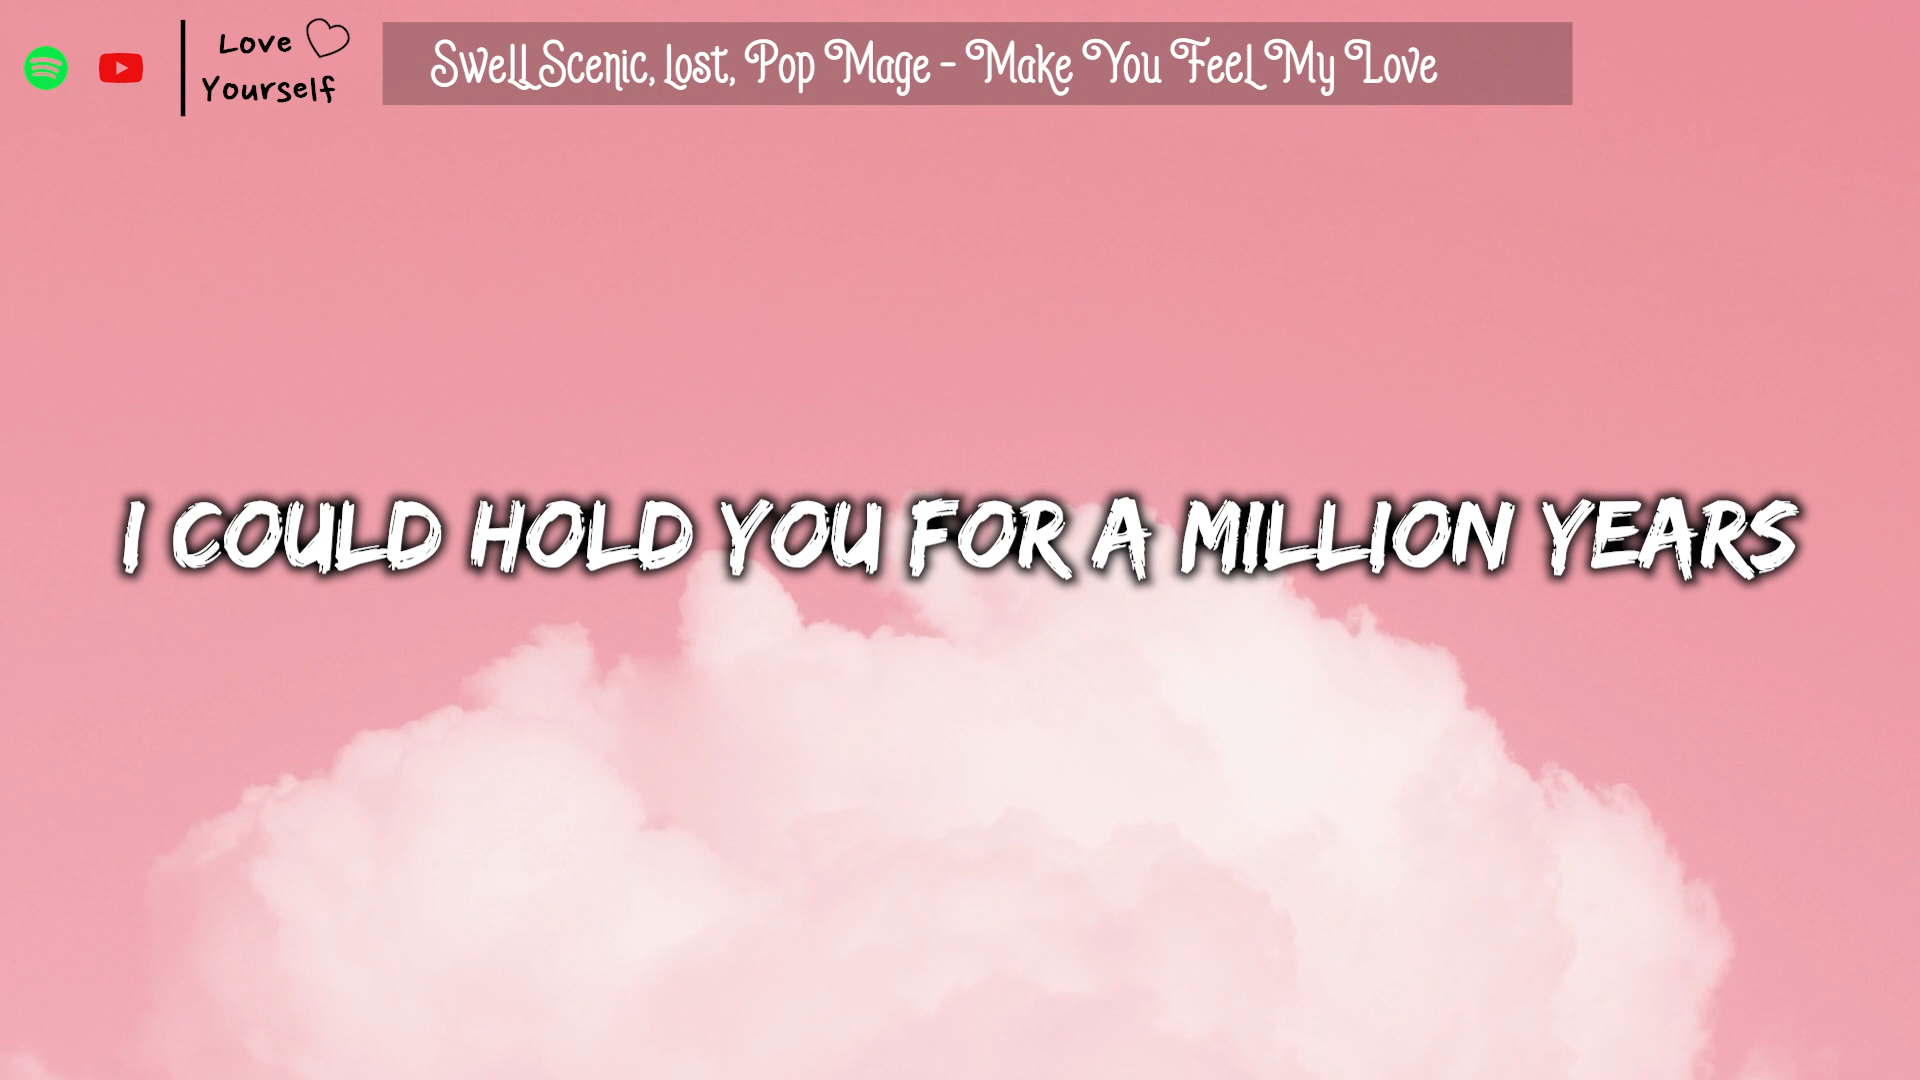 Love
Yourself
Swell Scenic, Lost, Pop Mage - Make You Feel My Love
I COULD HOLD YOU FOR A MILLION YEARS